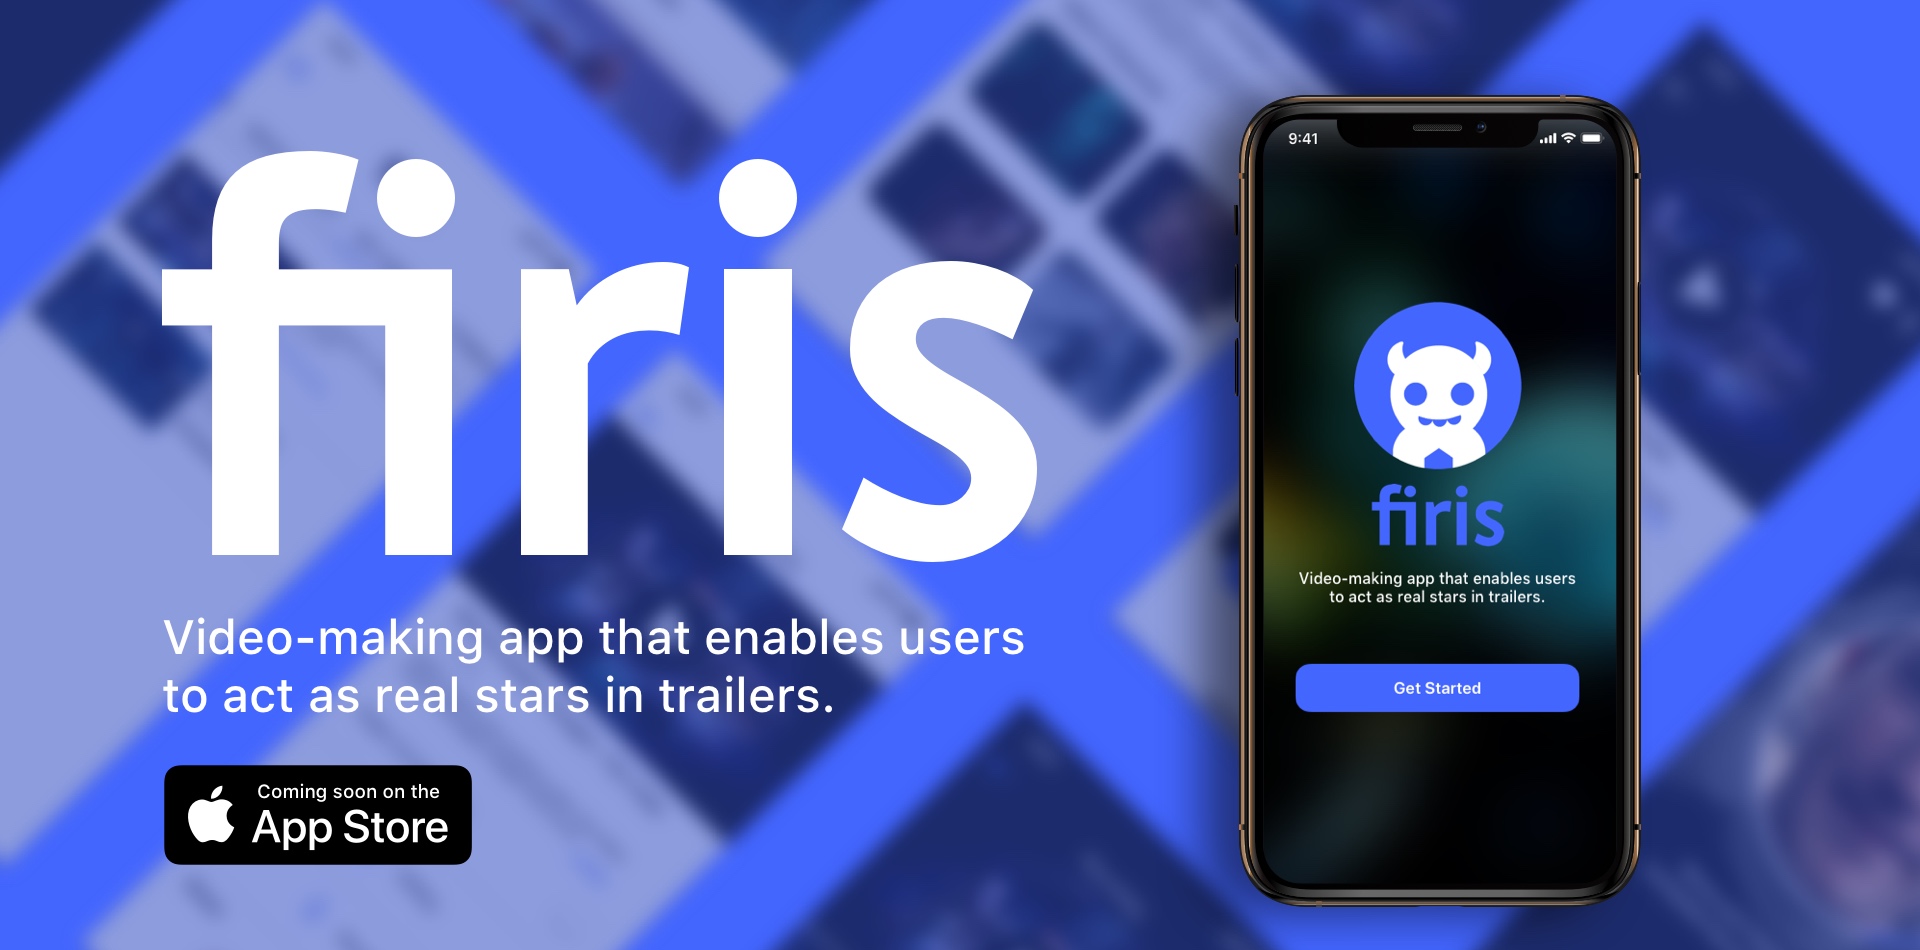 firis
Video-making app that enables users
to act as real stars in trailers.
Coming soon on the
App Store
9:41
firis
Video-making app that enables users
to act as real stars in trailers.
Get Started